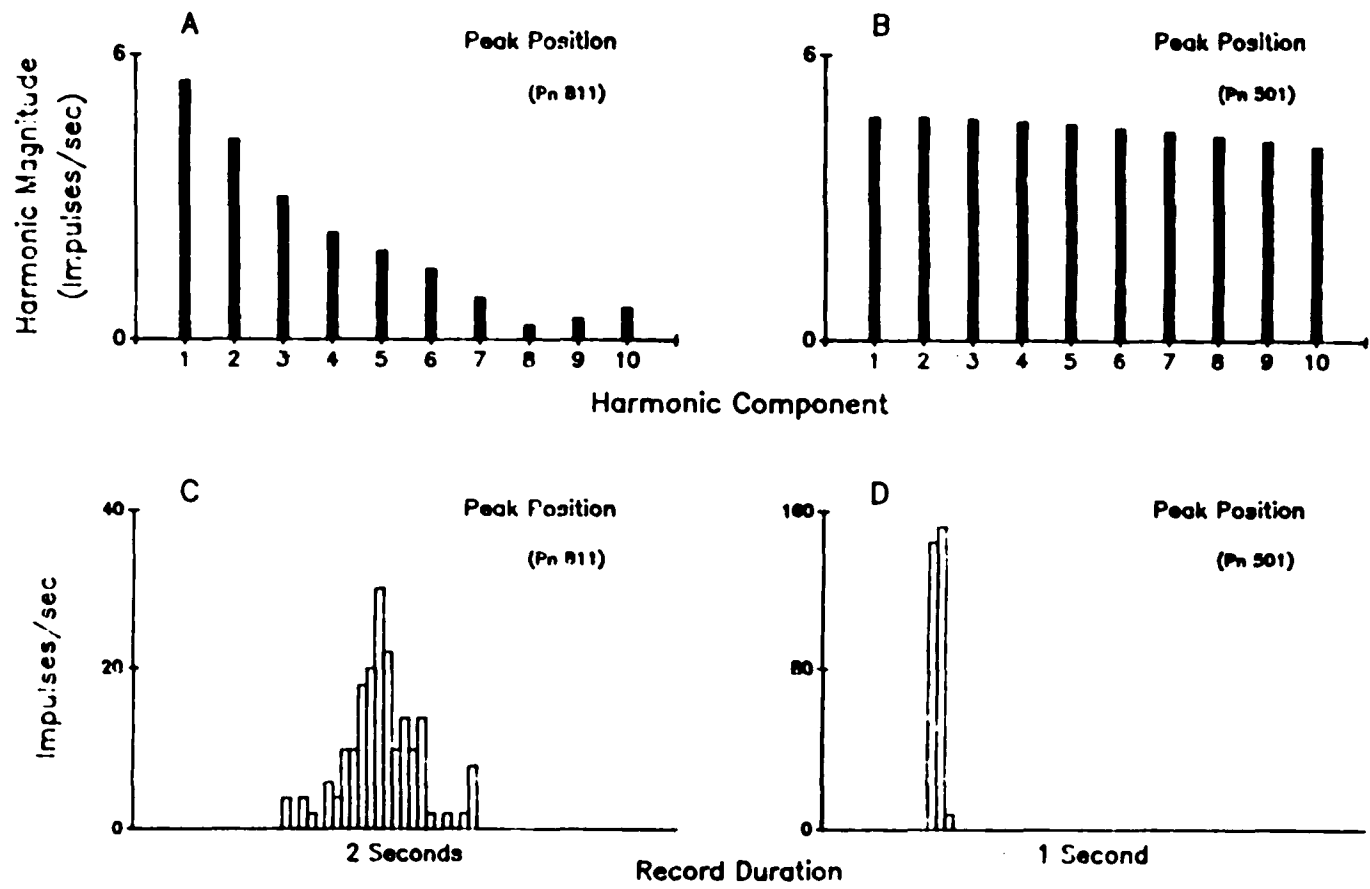 A
Peak Position
(Pn 811)
6
0
Harmonic Magnitude
(Impulses/sec)
1 2 3 4 5 6 7 8 9 10
B
Peak Position
(Pn 501)
6
0
1 2 3 4 5 6 7 8 9 10
Harmonic Component
C
Peak Position
(Pn 811)
40
20
0
Impulses/sec
2 Seconds
D
Peak Position
(Pn 501)
160
80
0
1 Second
Record Duration